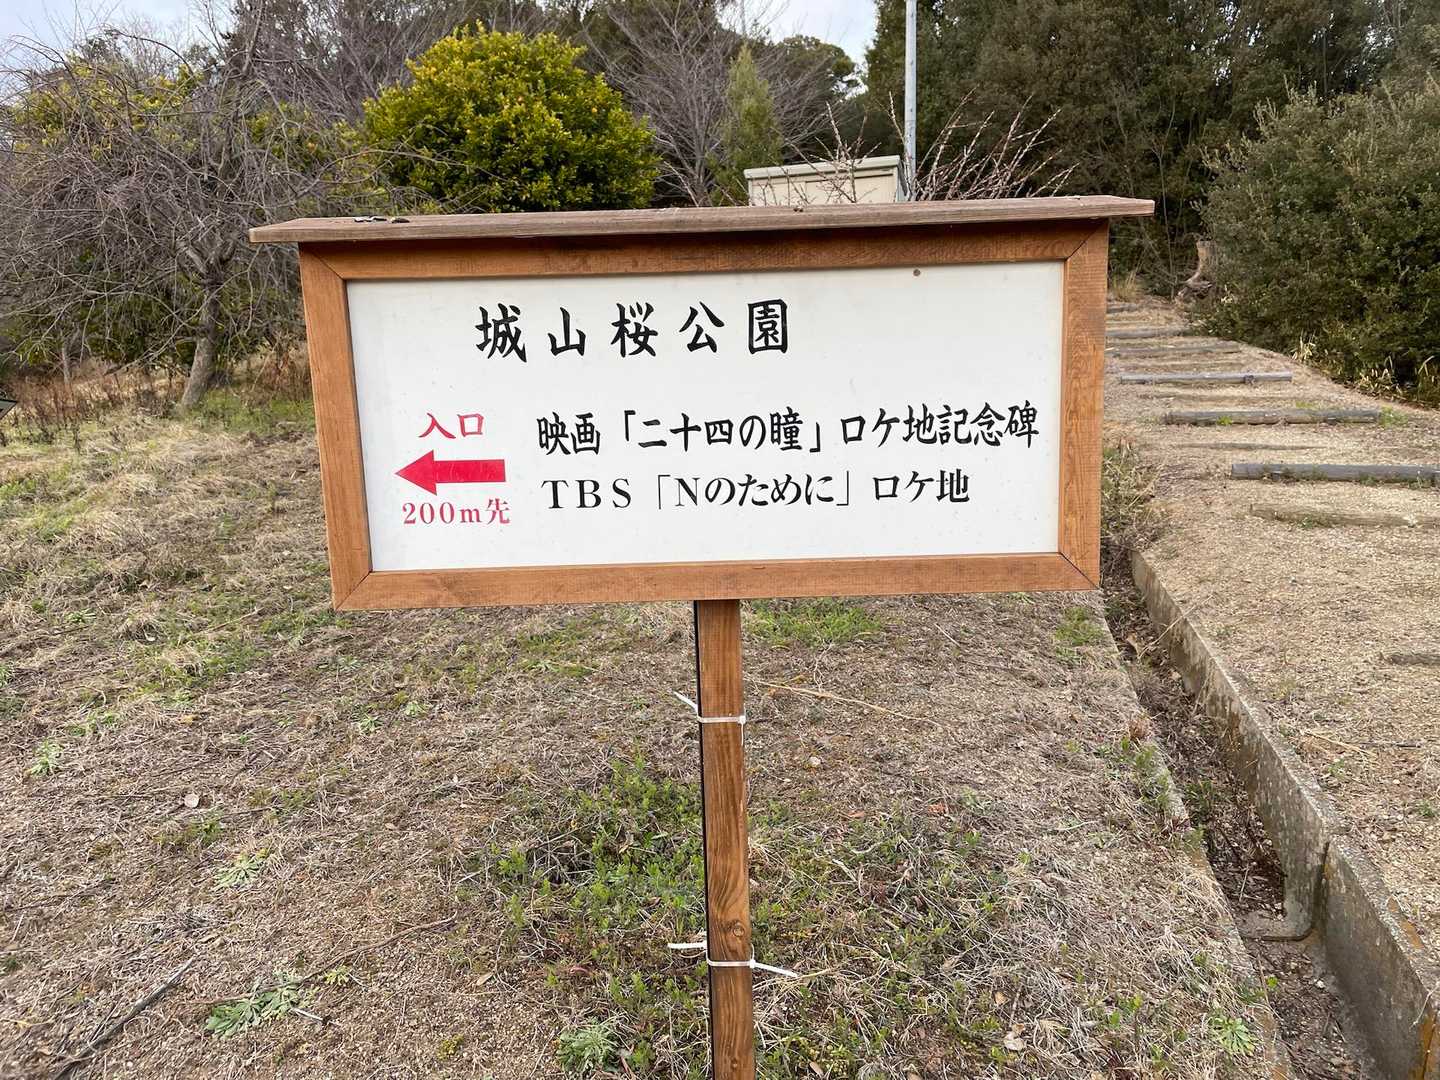 城山桜公園
入口
200m先
映画「二十四の瞳」ロケ地記念碑
TBS「Nのために」ロケ地